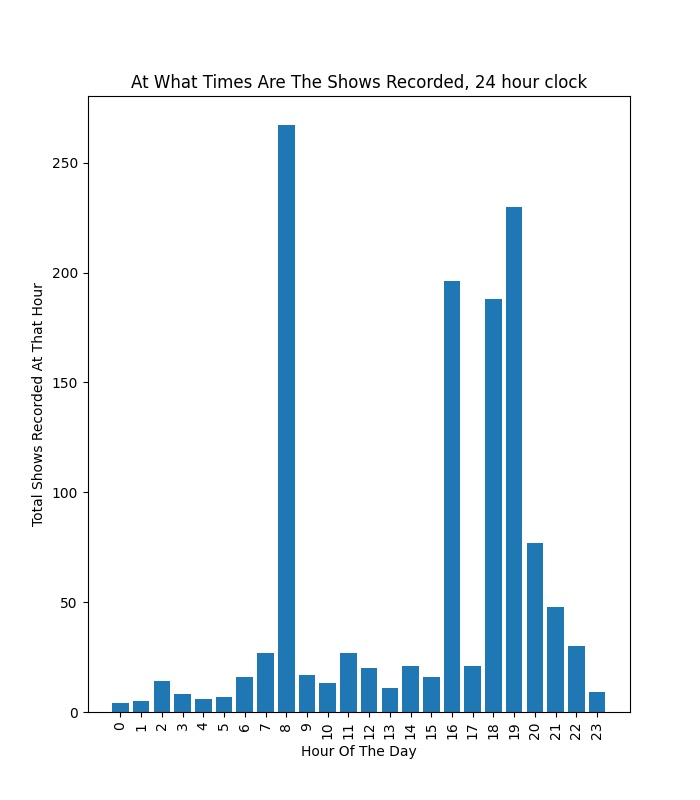 At What Times Are The Shows Recorded, 24 hour clock
Total Shows Recorded At That Hour
250
200
150
100
50
0
0 1 2 3 4 5 6 7 8 9 10 11 12 13 14 15 16 17 18 19 20 21 22 23
Hour Of The Day